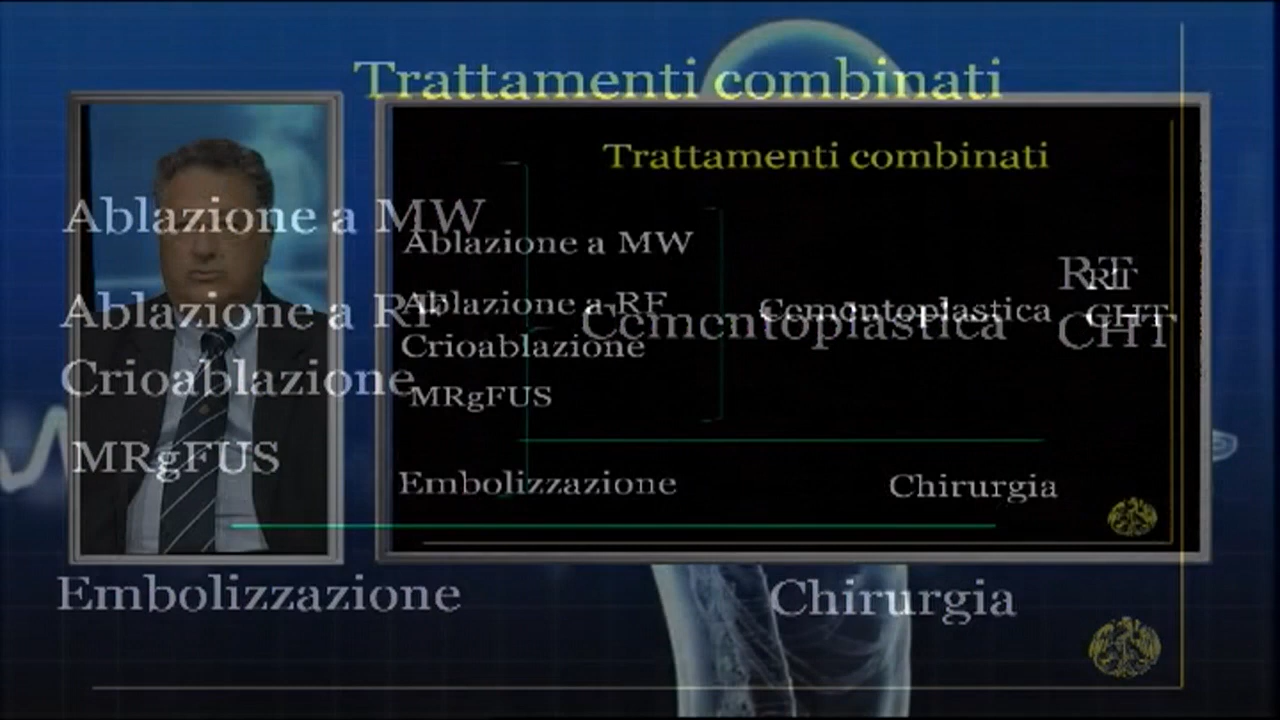 Trattamenti combinati
Trattamenti combinati
Ablazione a MW
Ablazione a MW
Ablazione a RF
Ablazione a RF
Cementoplastica
Cementoplastica
RT
RT
CHT
CHT
Crioablazione
Crioablazione
MRgFUS
MRgFUS
Embolizzazione
Chirurgia
Embolizzazione
Chirurgia